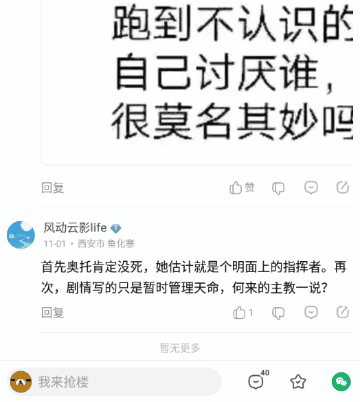 跑到不认识的
自己讨厌谁，
很莫名其妙吗
回复
赞
风动云影life
11-01 • 西安市 鱼化寨
首先奥托肯定没死，她估计就是个明面上的指挥者。再
次，剧情写的只是暂时管理天命，何来的主教一说？
回复
1
暂无更多
我来抢楼
40